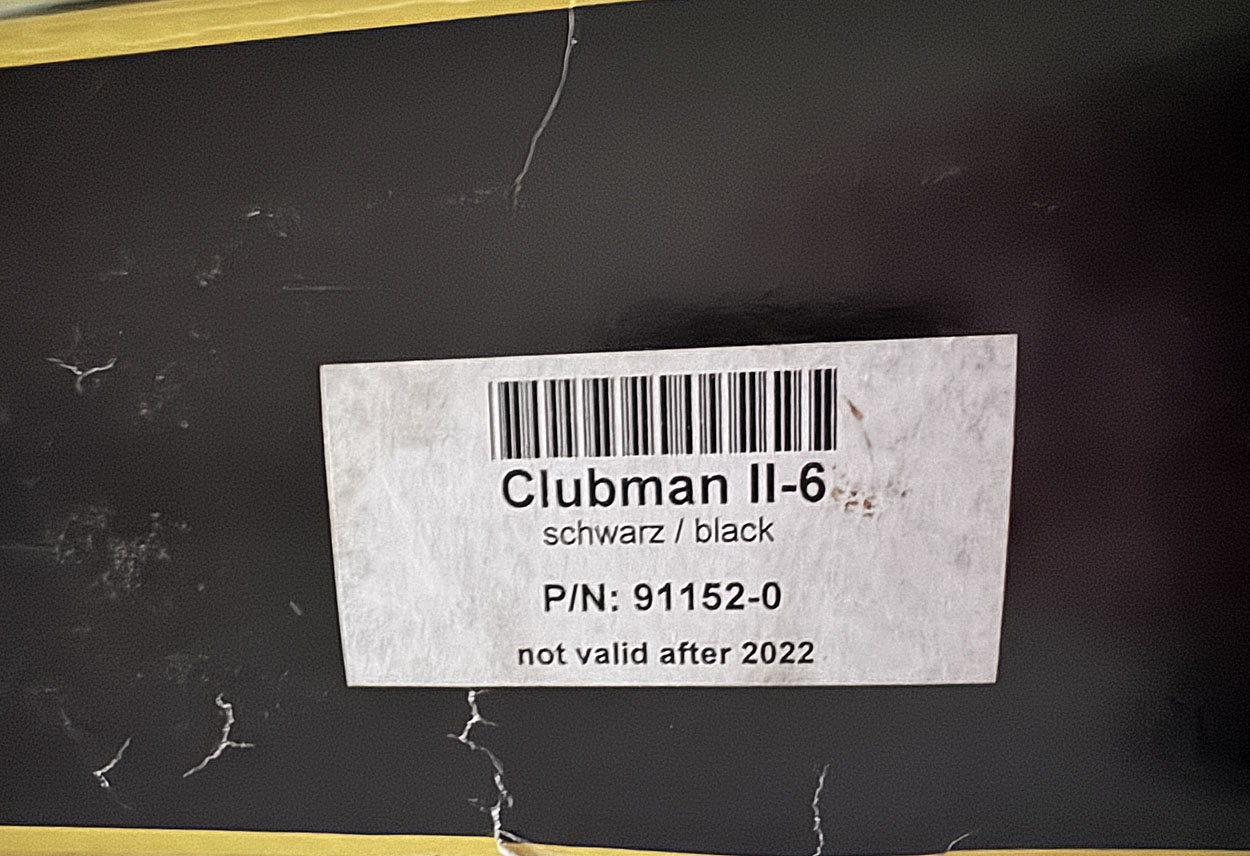 Clubman II-6
schwarz / black
P/N: 91152-0
not valid after 2022